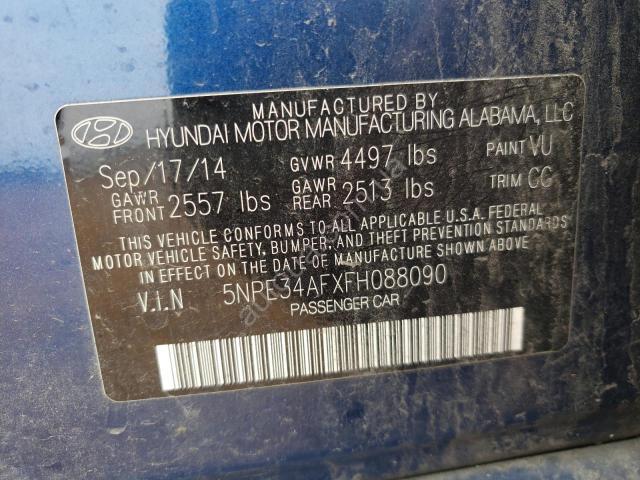 MANUFACTURED BY
HYUNDAI MOTOR MANUFACTURING ALABAMA, LLC
Sep/17/14 GVWR 4497 lbs PAINT VU
GAWR FRONT 2557 lbs GAWR REAR 2513 lbs TRIM CC
THIS VEHICLE CONFORMS TO ALL APPLICABLE U.S.A. FEDERAL
MOTOR VEHICLE SAFETY, BUMPER, AND THEFT PREVENTION STANDARDS
IN EFFECT ON THE DATE OF MANUFACTURE SHOWN ABOVE
V.I.N 5NPE34AFXFH088090
PASSENGER CAR